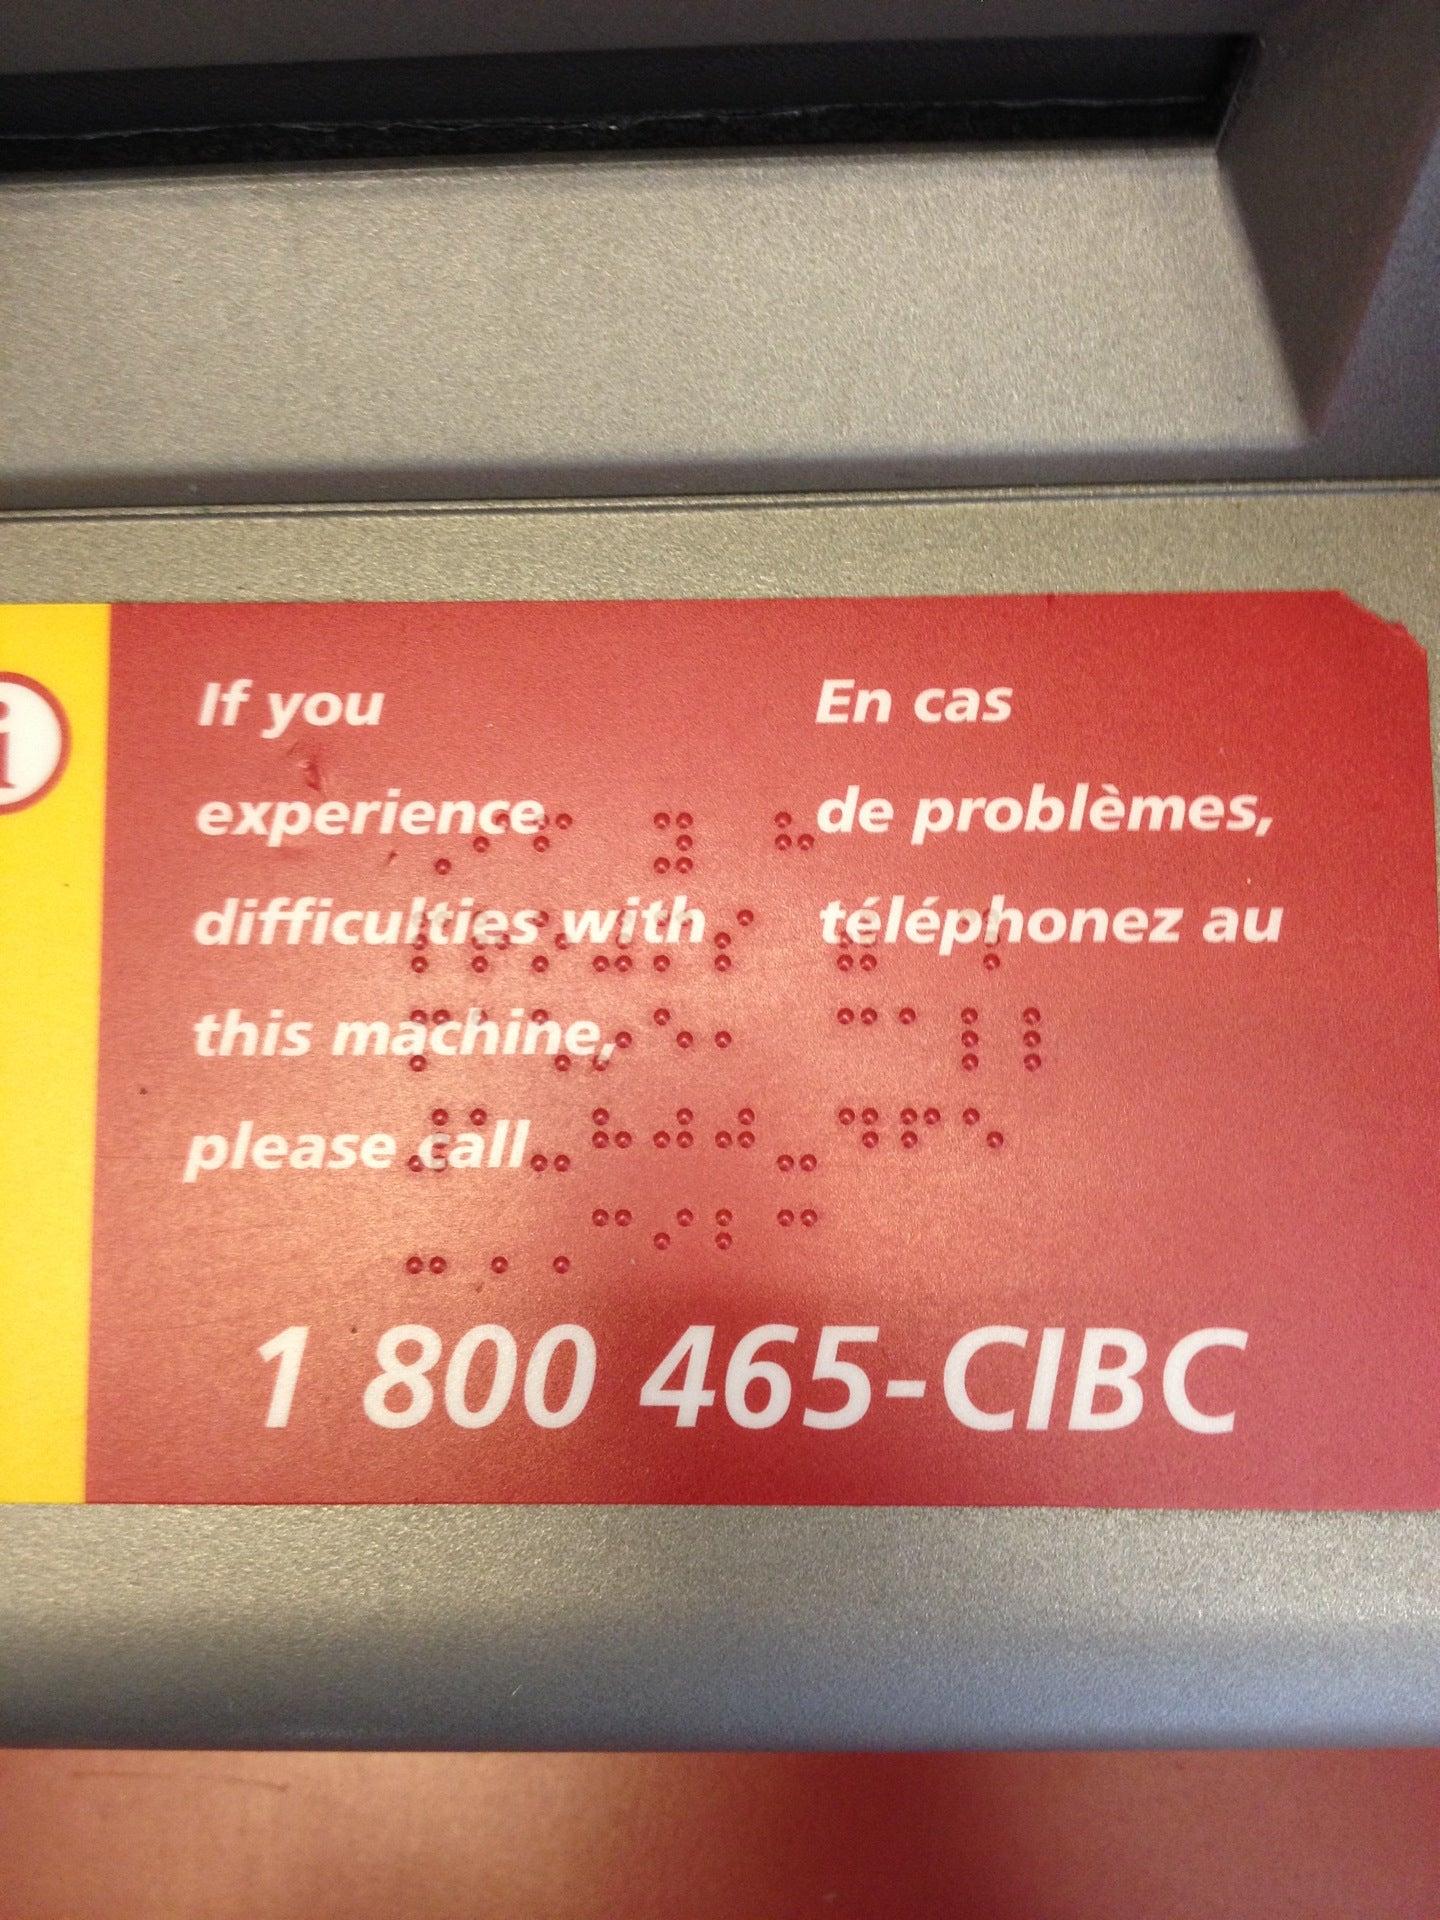 i
If you
experience
difficulties with
this machine,
please call
En cas
de problèmes,
téléphonez au
1 800 465-CIBC